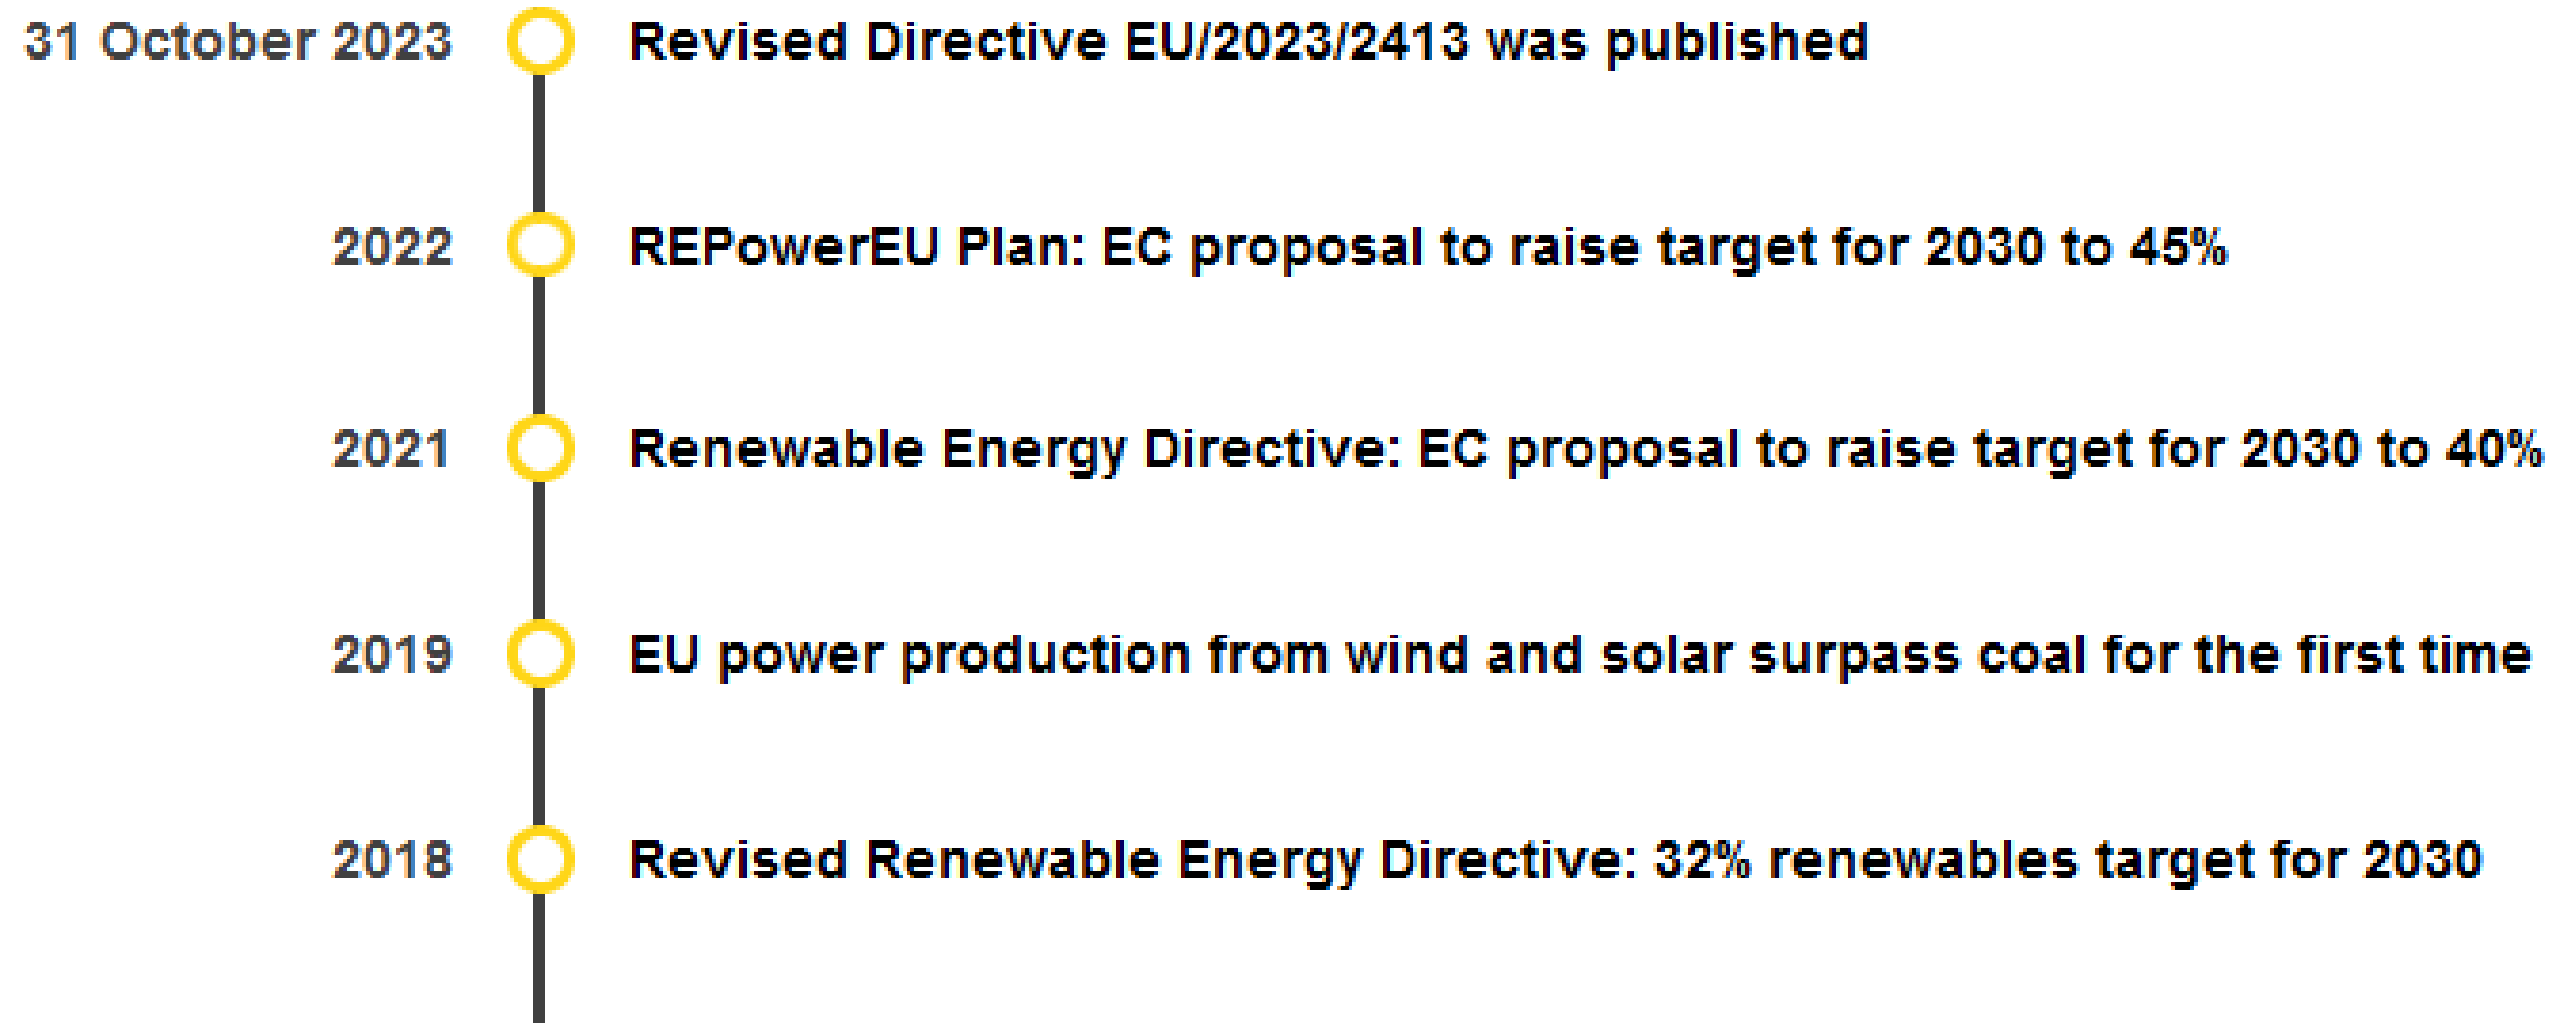 31 October 2023 Revised Directive EU/2023/2413 was published
2022 REPowerEU Plan: EC proposal to raise target for 2030 to 45%
2021 Renewable Energy Directive: EC proposal to raise target for 2030 to 40%
2019 EU power production from wind and solar surpass coal for the first time
2018 Revised Renewable Energy Directive: 32% renewables target for 2030